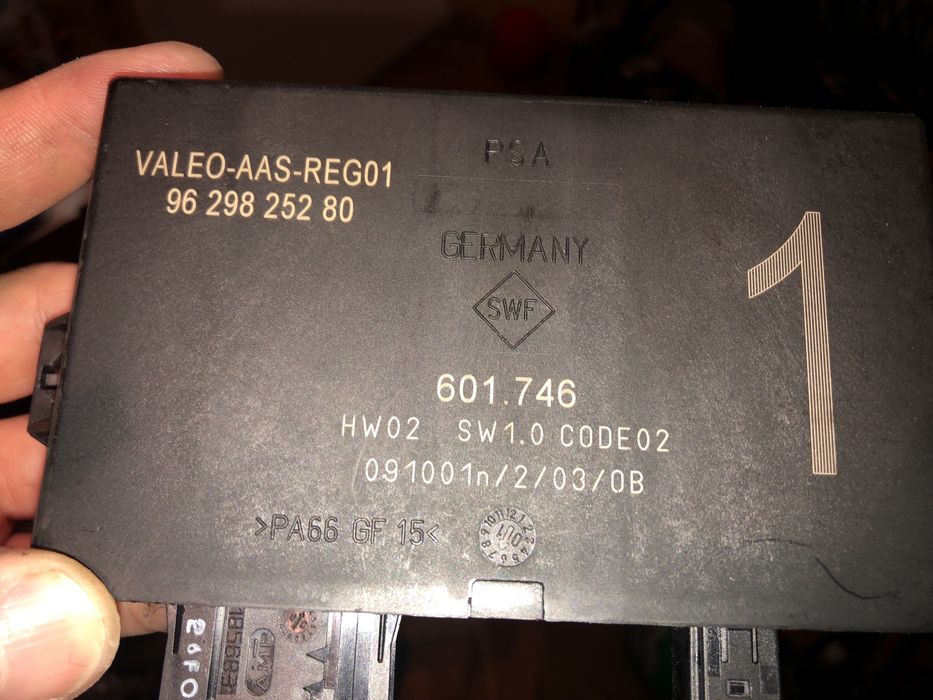 PSA
VALEO-AAS-REG01
96 298 252 80
GERMANY
SWF
1
601.746
HW02 SW1.0 CODE02
091001n/2/03/0B
>PA66 GF 15<
AMP